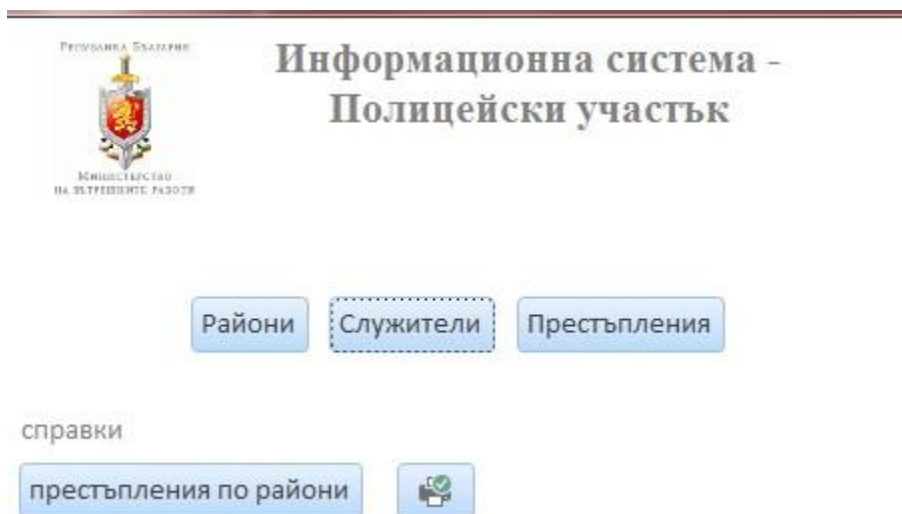 Република България
Министерство
на вътрешните работи
Информационна система -
Полицейски участък
Райони Служители Престъпления
справки
престъпления по райони